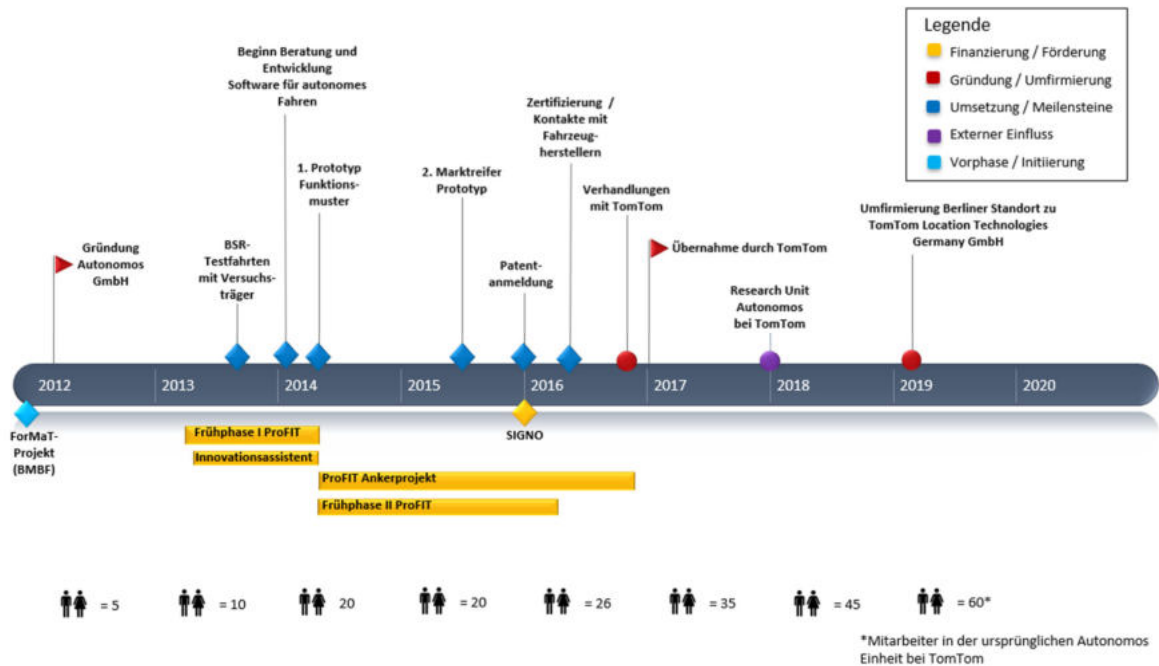 Legende
Finanzierung / Förderung
Gründung / Umfirmierung
Umsetzung / Meilensteine
Externer Einfluss
Vorphase / Initiierung
Beginn Beratung und
Entwicklung
Software für autonomes
Fahren
Zertifizierung /
Kontakte mit
Fahrzeug-
herstellern
1. Prototyp
Funktions-
muster
2. Marktreifer
Prototyp
Verhandlungen
mit TomTom
Umfirmierung Berliner Standort zu
TomTom Location Technologies
Germany GmbH
Gründung
Autonomos
GmbH
BSR-
Testfahrten
mit Versuchs-
träger
Patent-
anmeldung
Übernahme durch TomTom
Research Unit
Autonomos
bei TomTom
2012 2013 2014 2015 2016 2017 2018 2019 2020
ForMaT-
Projekt
(BMBF)
Frühphase I ProFIT
SIGNO
Innovationsassistent
ProFIT Ankerprojekt
Frühphase II ProFIT
= 5 = 10 20 = 20 = 26 = 35 = 45 = 60*
*Mitarbeiter in der ursprünglichen Autonomos
Einheit bei TomTom